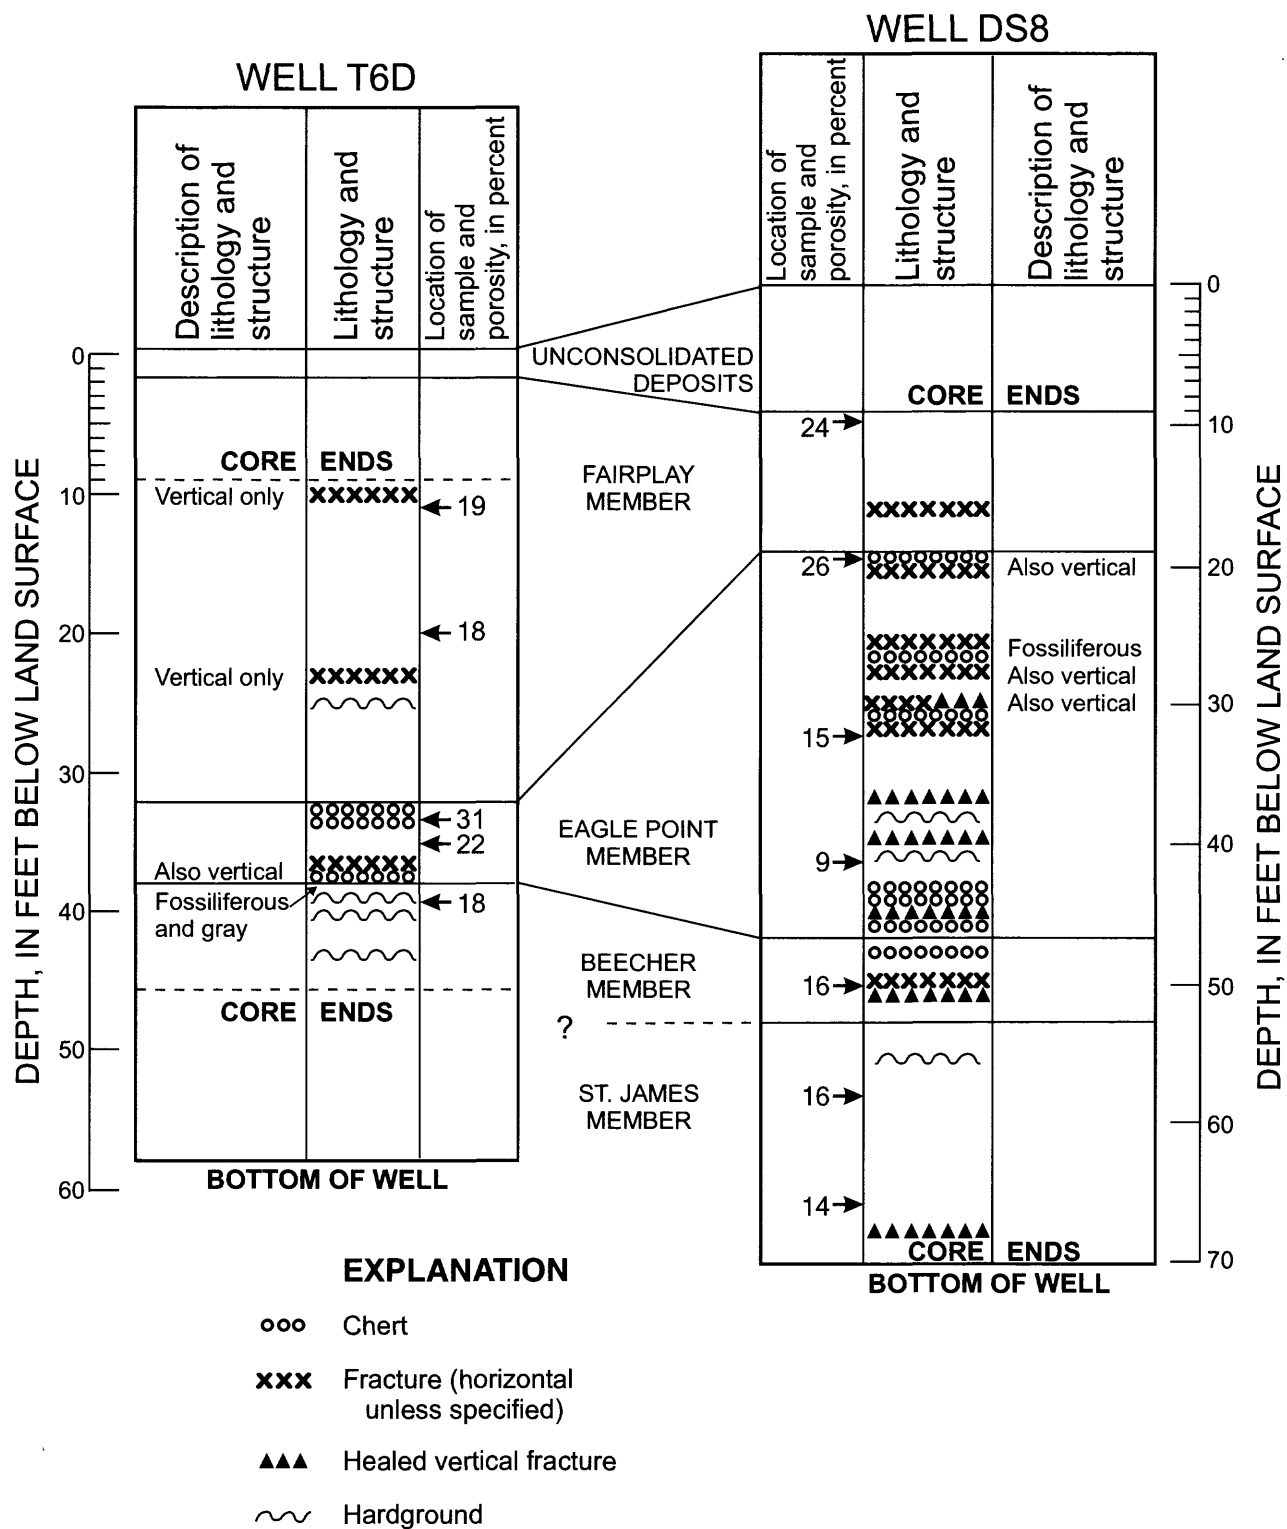 WELL T6D
Description of
lithology and
structure
Lithology and
structure
Location of
sample and
porosity, in percent
WELL DS8
Location of
sample and
porosity, in percent
Lithology and
structure
Description of
lithology and
structure
DEPTH, IN FEET BELOW LAND SURFACE
0
10
20
30
40
50
60
CORE ENDS
Vertical only
19
18
Vertical only
31
22
Also vertical
Fossiliferous
and gray
18
CORE ENDS
BOTTOM OF WELL
UNCONSOLIDATED
DEPOSITS
FAIRPLAY
MEMBER
EAGLE POINT
MEMBER
BEECHER
MEMBER
?
ST. JAMES
MEMBER
CORE ENDS
24
26
Also vertical
Fossiliferous
Also vertical
Also vertical
15
9
16
16
14
CORE ENDS
BOTTOM OF WELL
0
10
20
30
40
50
60
70
DEPTH, IN FEET BELOW LAND SURFACE
EXPLANATION
Chert
Fracture (horizontal
unless specified)
Healed vertical fracture
Hardground